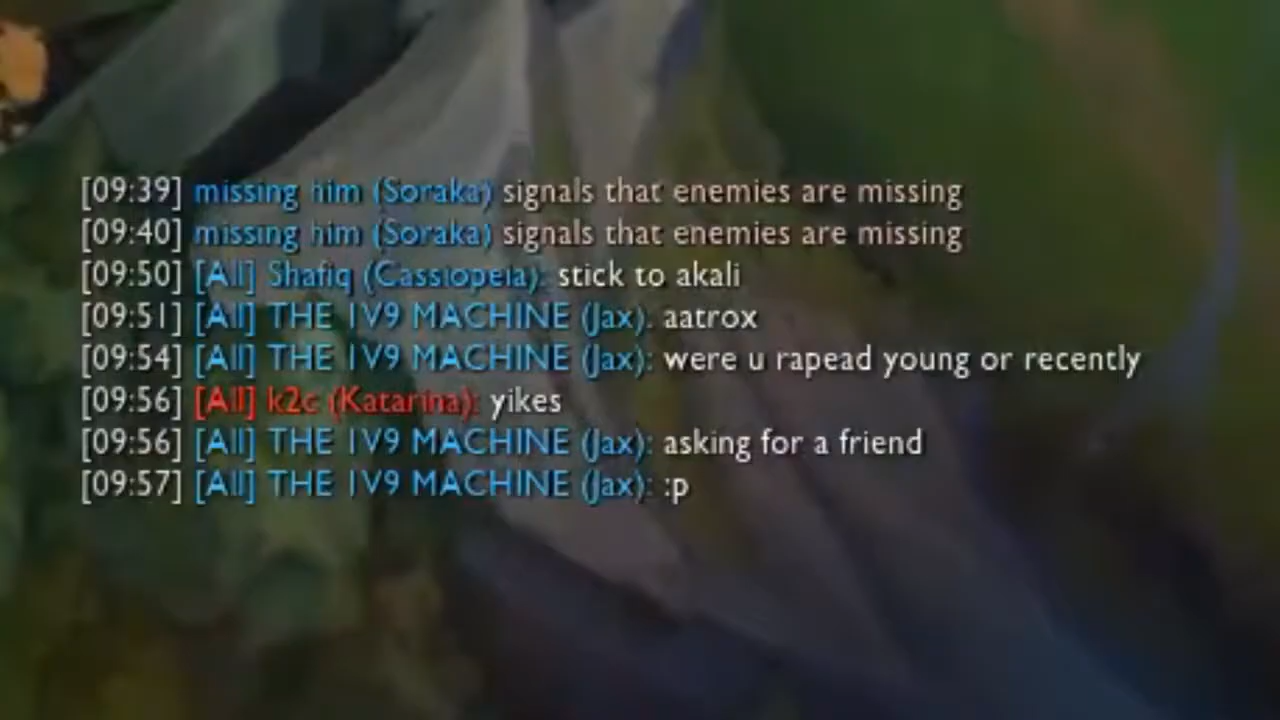 [09:39] missing him (Soraka) signals that enemies are missing
[09:40] missing him (Soraka) signals that enemies are missing
[09:50] [All] Shafiq (Cassiopeia): stick to akali
[09:51] [All] THE 1V9 MACHINE (Jax): aatrox
[09:54] [All] THE 1V9 MACHINE (Jax): were u rapead young or recently
[09:56] [All] k2c (Katarina): yikes
[09:56] [All] THE 1V9 MACHINE (Jax): asking for a friend
[09:57] [All] THE 1V9 MACHINE (Jax): :p